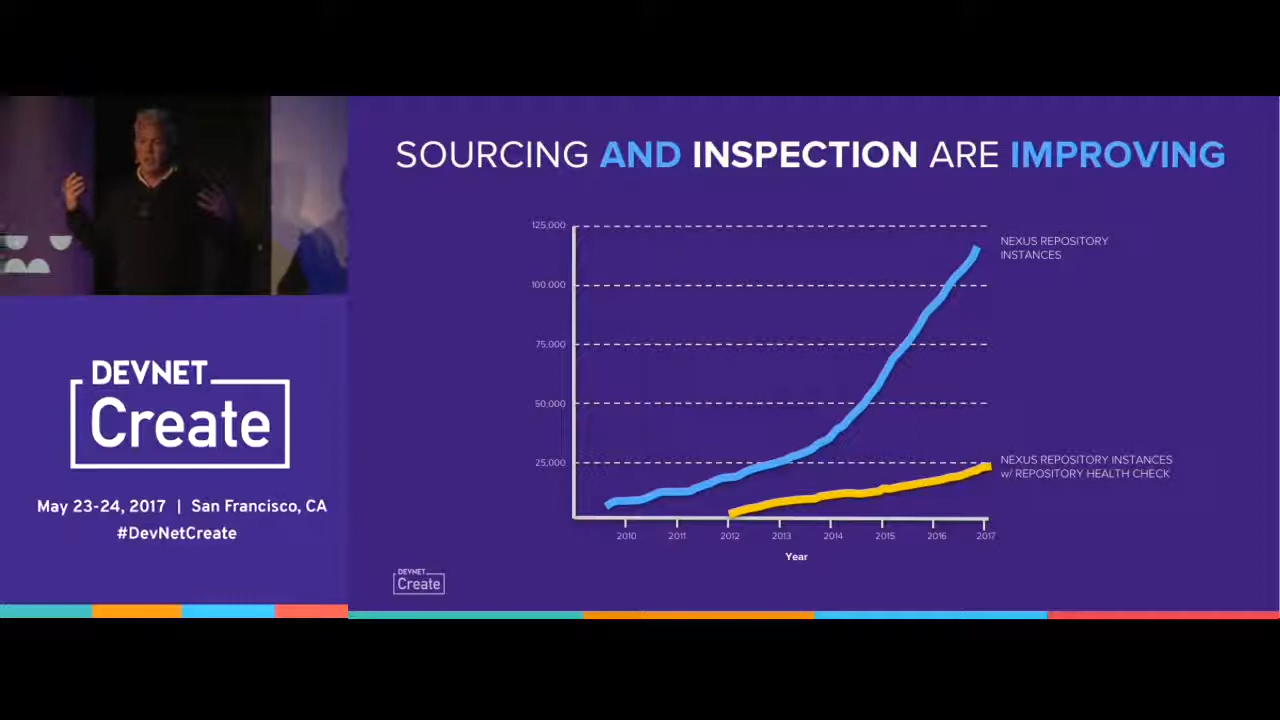 SOURCING AND INSPECTION ARE IMPROVING
125,000
100,000
75,000
50,000
25,000
NEXUS REPOSITORY
INSTANCES
NEXUS REPOSITORY INSTANCES
w/ REPOSITORY HEALTH CHECK
2010 2011 2012 2013 2014 2015 2016 2017
Year
DEVNET
Create
DEVNET
Create
May 23-24, 2017 | San Francisco, CA
#DevNetCreate